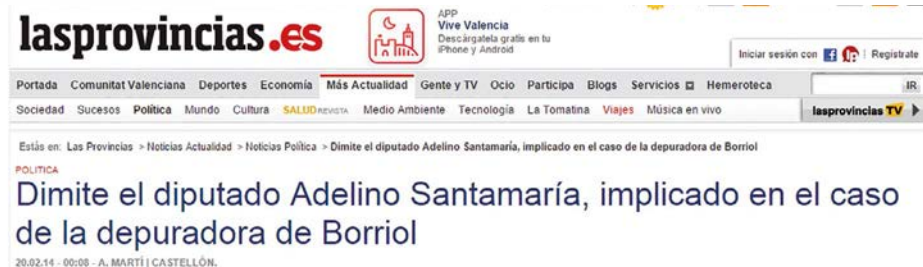 lasprovincias.es
APP
Vive Valencia
Descárgatela gratis en tu
iPhone y Android
Iniciar sesión con | Regístrate
Portada Comunitat Valenciana Deportes Economía Más Actualidad Gente y TV Ocio Participa Blogs Servicios Hemeroteca IR
Sociedad Sucesos Política Mundo Cultura SALUD REVISTA Medio Ambiente Tecnología La Tomatina Viajes Música en vivo lasprovincias TV
Estás en: Las Provincias > Noticias Actualidad > Noticias Política > Dimite el diputado Adelino Santamaría, implicado en el caso de la depuradora de Borriol
POLITICA
Dimite el diputado Adelino Santamaría, implicado en el caso
de la depuradora de Borriol
20.02.14 - 00:08 - A. MARTÍ | CASTELLÓN.